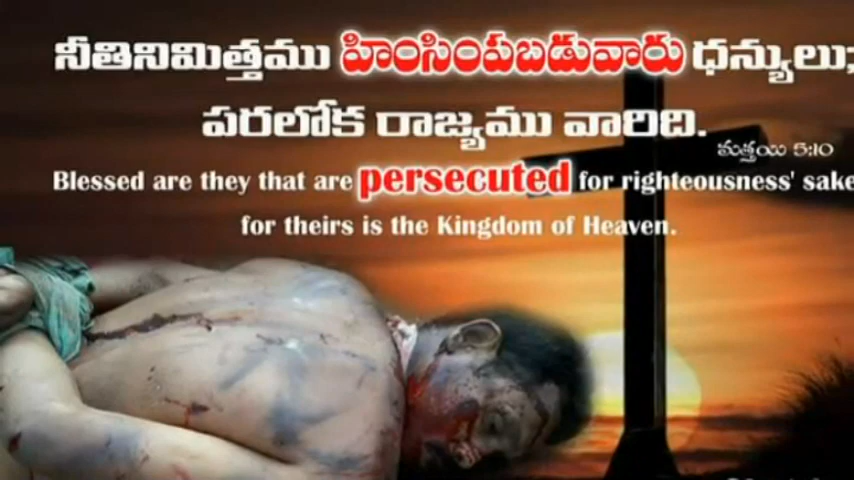 నీతినిమిత్తము హింసింపబడువారు ధన్యులు;
పరలోక రాజ్యము వారిది.
మత్తయి 5:10
Blessed are they that are persecuted for righteousness' sake
for theirs is the Kingdom of Heaven.